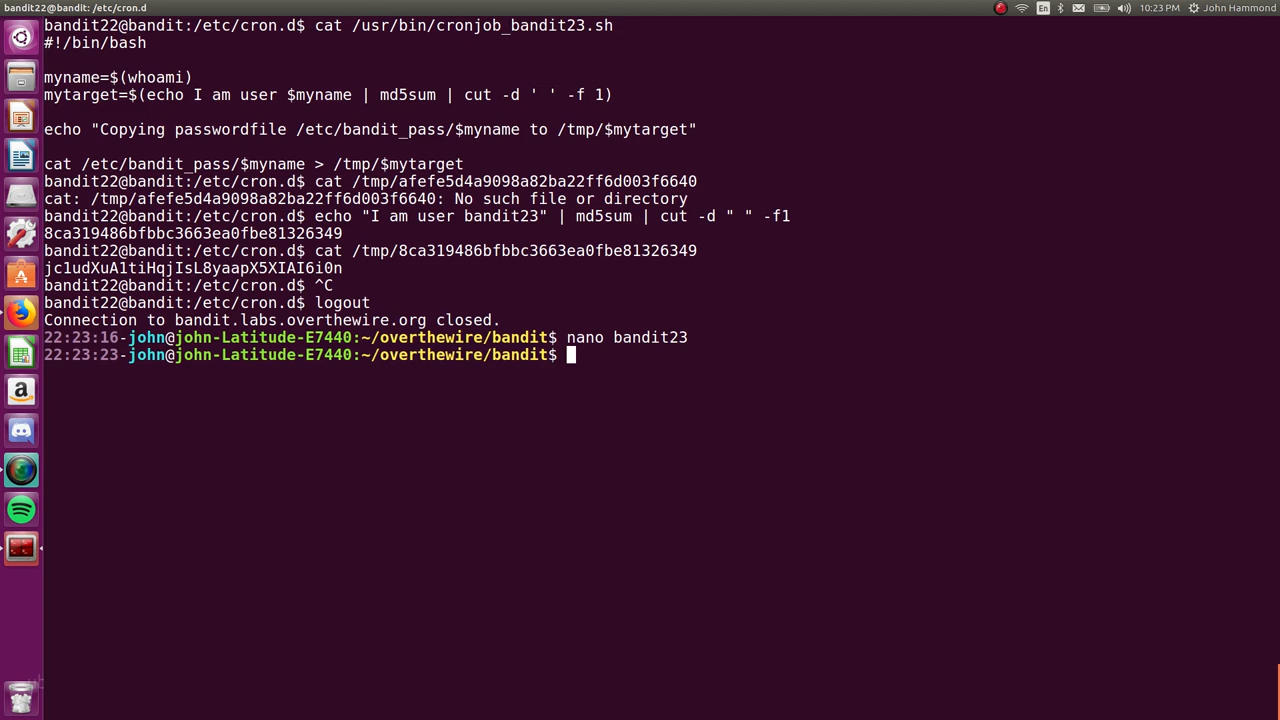 bandit22@bandit: /etc/cron.d
En
10:23 PM
John Hammond
bandit22@bandit:/etc/cron.d$ cat /usr/bin/cronjob_bandit23.sh
#!/bin/bash
myname=$(whoami)
mytarget=$(echo I am user $myname | md5sum | cut -d ' ' -f 1)
echo "Copying passwordfile /etc/bandit_pass/$myname to /tmp/$mytarget"
cat /etc/bandit_pass/$myname > /tmp/$mytarget
bandit22@bandit:/etc/cron.d$ cat /tmp/afefe5d4a9098a82ba22ff6d003f6640
cat: /tmp/afefe5d4a9098a82ba22ff6d003f6640: No such file or directory
bandit22@bandit:/etc/cron.d$ echo "I am user bandit23" | md5sum | cut -d " " -f1
8ca319486bfbbc3663ea0fbe81326349
bandit22@bandit:/etc/cron.d$ cat /tmp/8ca319486bfbbc3663ea0fbe81326349
jc1udXuA1tiHqjIsL8yaapX5XIAI6i0n
bandit22@bandit:/etc/cron.d$ ^C
bandit22@bandit:/etc/cron.d$ logout
Connection to bandit.labs.overthewire.org closed.
22:23:16-john@john-Latitude-E7440:~/overthewire/bandit$ nano bandit23
22:23:23-john@john-Latitude-E7440:~/overthewire/bandit$